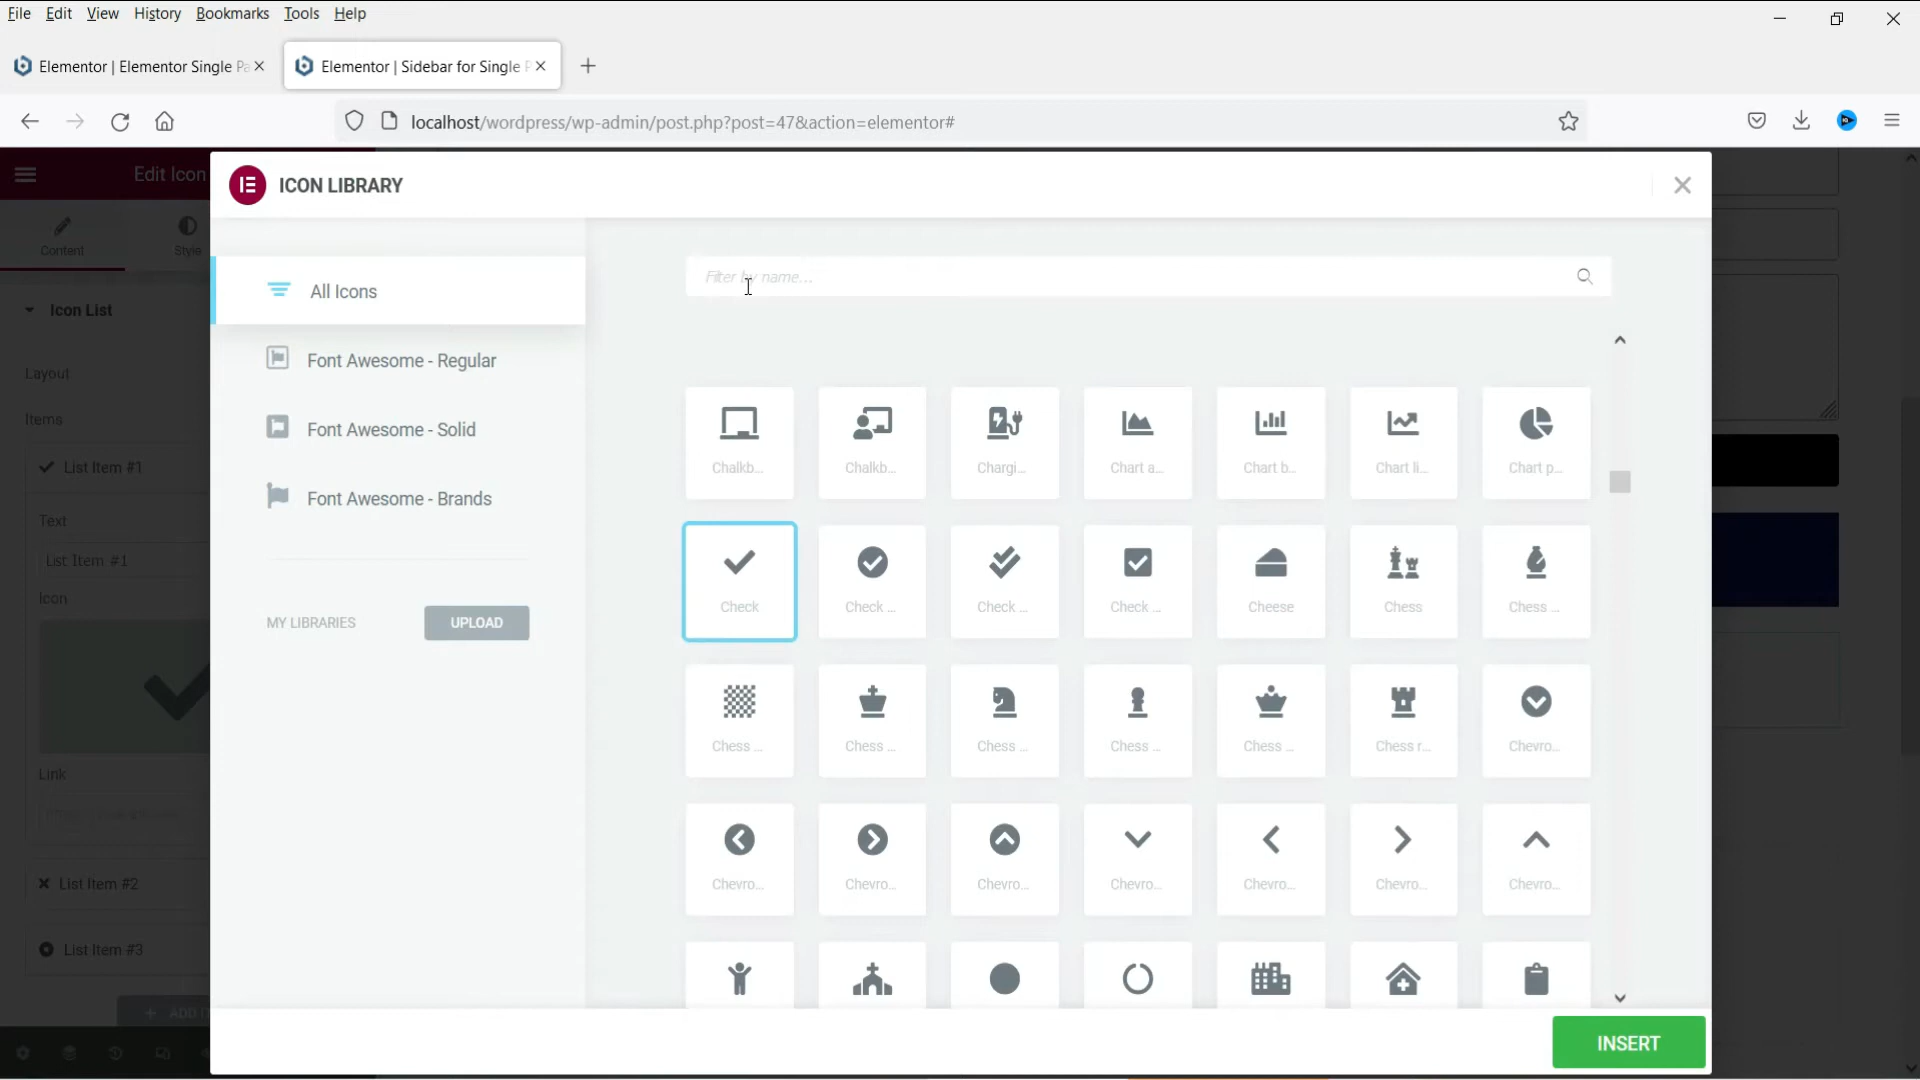 File Edit View History Bookmarks Tools Help
Elementor | Elementor Single Pa
Elementor | Sidebar for Single P
localhost/wordpress/wp-admin/post.php?post=47&action=elementor#
Edit Icon
ICON LIBRARY
Content
Style
Filter by name...
All Icons
Icon List
Font Awesome - Regular
Layout
Items
Font Awesome - Solid
Chalkb... Chalkb... Chargi... Chart a... Chart b... Chart li... Chart p...
List Item #1
Font Awesome - Brands
Text
List Item #1
Icon
Check Check ... Check ... Check ... Cheese Chess Chess ...
MY LIBRARIES UPLOAD
Chess ... Chess ... Chess ... Chess ... Chess ... Chess r... Chevro...
Link
List Item #2
Chevro... Chevro... Chevro... Chevro... Chevro... Chevro... Chevro...
List Item #3
+ ADD IT
INSERT